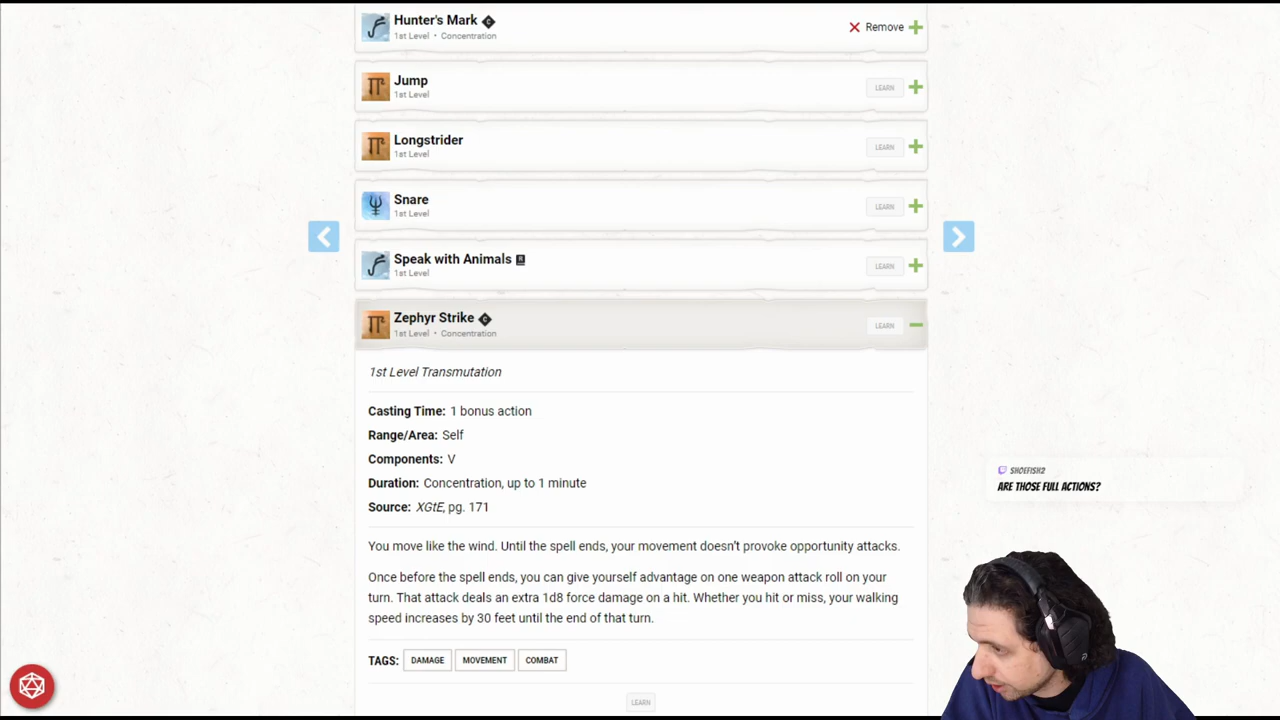 Hunter's Mark
1st Level • Concentration
Remove
Jump
1st Level
LEARN
Longstrider
1st Level
LEARN
Snare
1st Level
LEARN
Speak with Animals
1st Level
LEARN
Zephyr Strike
1st Level • Concentration
LEARN
1st Level Transmutation
Casting Time: 1 bonus action
Range/Area: Self
Components: V
Duration: Concentration, up to 1 minute
Source: XGtE, pg. 171
You move like the wind. Until the spell ends, your movement doesn't provoke opportunity attacks.
Once before the spell ends, you can give yourself advantage on one weapon attack roll on your
turn. That attack deals an extra 1d8 force damage on a hit. Whether you hit or miss, your walking
speed increases by 30 feet until the end of that turn.
TAGS: DAMAGE MOVEMENT COMBAT
LEARN
SHOEFISH2
ARE THOSE FULL ACTIONS?